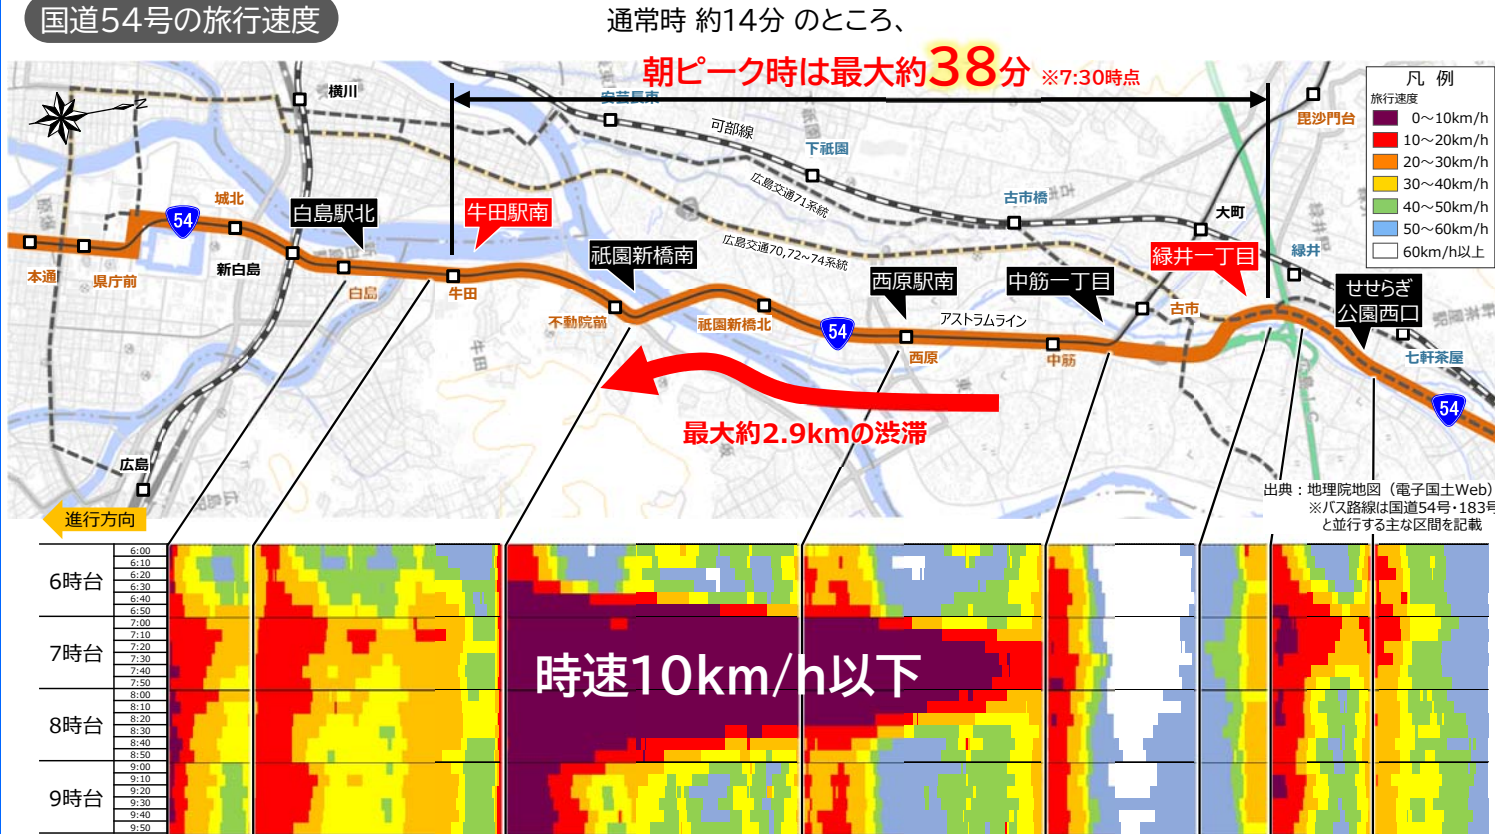 国道54号の旅行速度
通常時 約14分 のところ、
朝ピーク時は最大約38分 ※7:30時点
凡 例
旅行速度
0～10km/h
10～20km/h
20～30km/h
30～40km/h
40～50km/h
50～60km/h
60km/h以上
N
横川
安芸長束
可部線
下祇園
毘沙門台
城北
54
白島駅北
牛田駅南
広島交通71系統
古市橋
大町
新白島
祇園新橋南
広島交通70,72～74系統
西原駅南
中筋一丁目
緑井一丁目
緑井
せせらぎ
公園西口
本通
県庁前
白島
牛田
不動院前
祇園新橋北
54
アストラムライン
西原
中筋
古市
七軒茶屋
54
牛田
最大約2.9kmの渋滞
広島
出典：地理院地図（電子国土Web）
※バス路線は国道54号・183号
と並行する主な区間を記載
進行方向
6時台
6:00
6:10
6:20
6:30
6:40
6:50
7時台
7:00
7:10
7:20
7:30
7:40
7:50
8時台
8:00
8:10
8:20
8:30
8:40
8:50
9時台
9:00
9:10
9:20
9:30
9:40
9:50
時速10km/h以下